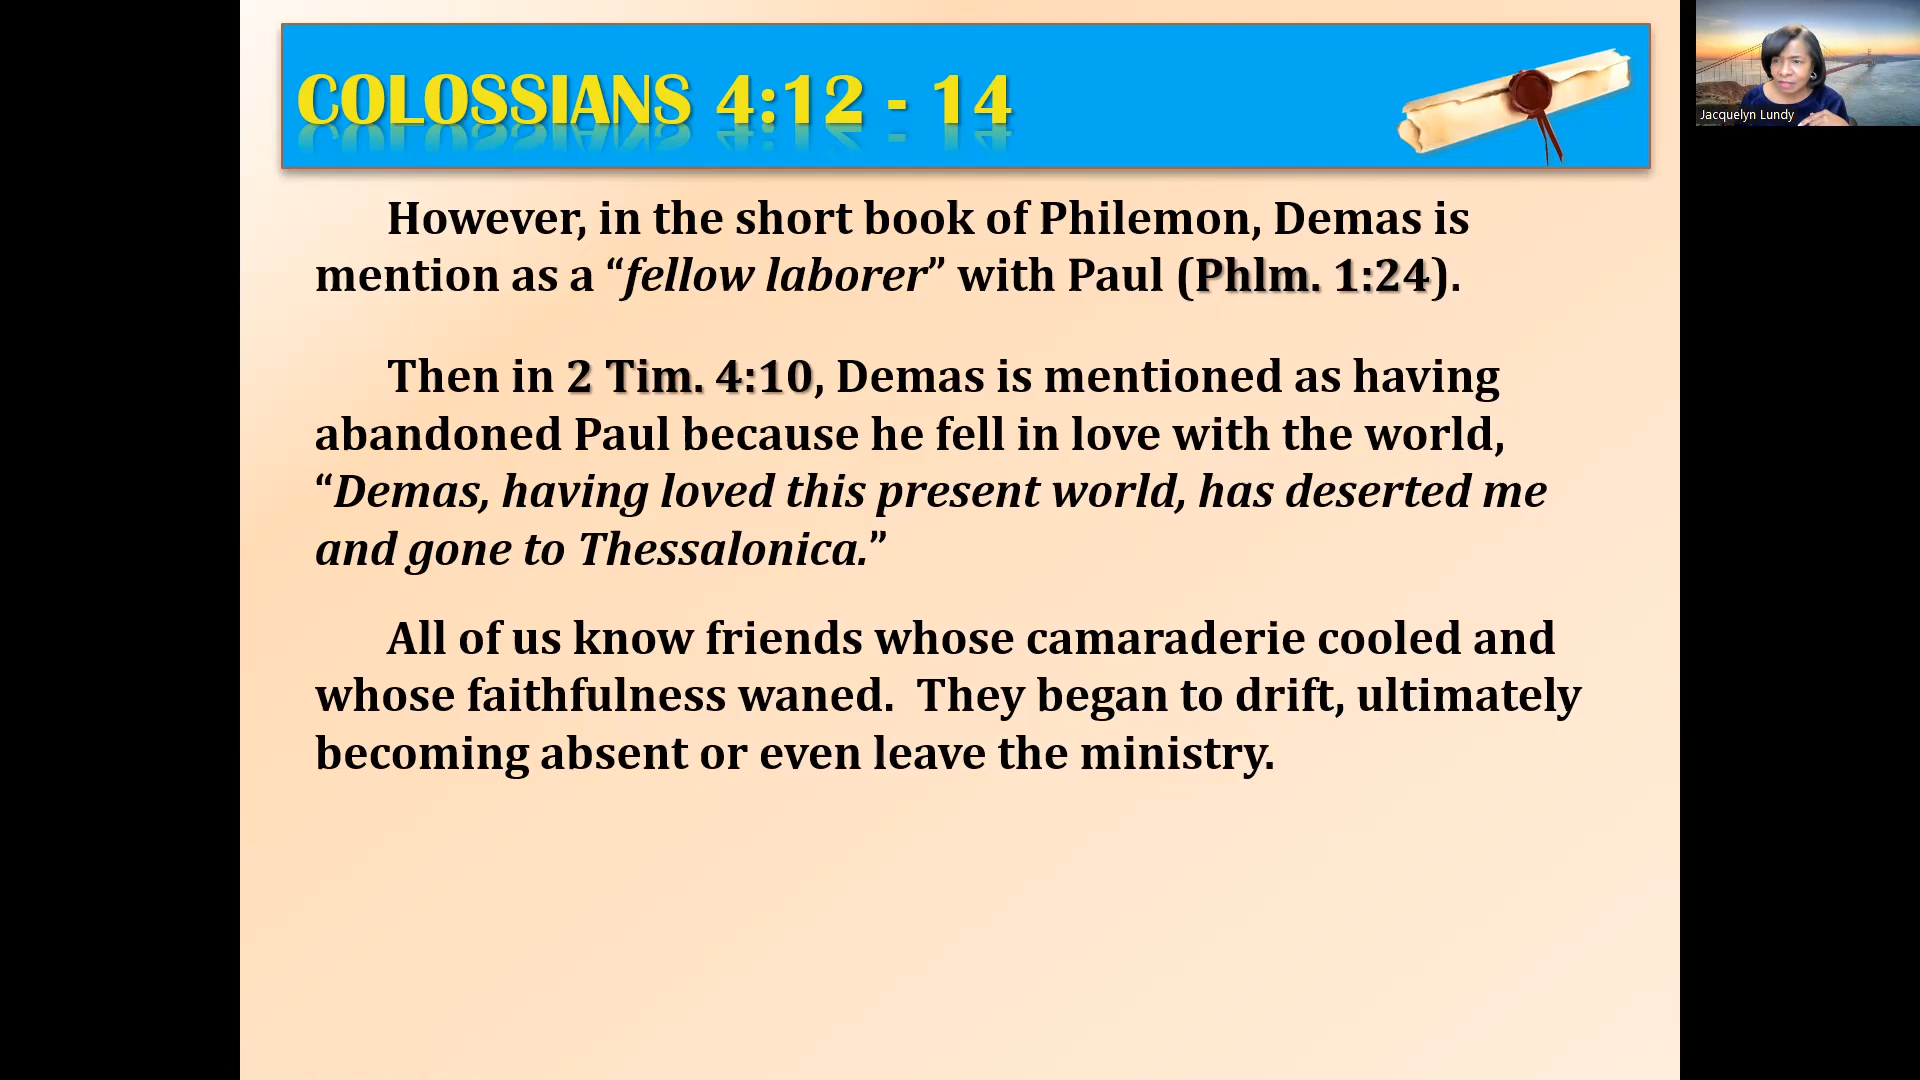 COLOSSIANS 4:12 - 14
Jacquelyn Lundy
However, in the short book of Philemon, Demas is
mention as a “fellow laborer” with Paul (Phlm. 1:24).
Then in 2 Tim. 4:10, Demas is mentioned as having
abandoned Paul because he fell in love with the world,
“Demas, having loved this present world, has deserted me
and gone to Thessalonica.”
All of us know friends whose camaraderie cooled and
whose faithfulness waned.  They began to drift, ultimately
becoming absent or even leave the ministry.